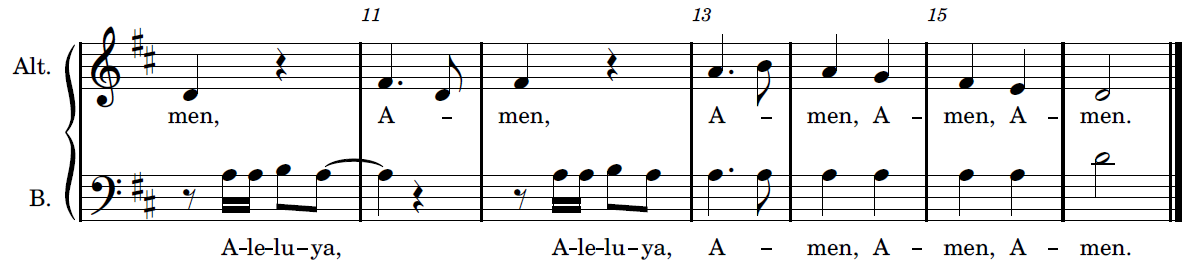 11 13 15
Alt.
men, A – men, A – men, A – men, A – men.
B.
A–le–lu–ya, A–le–lu–ya, A – men, A – men, A – men.